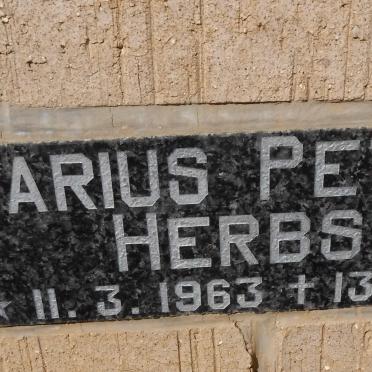 ARIUS PE
HERBS
* 11. 3. 1963 + 13